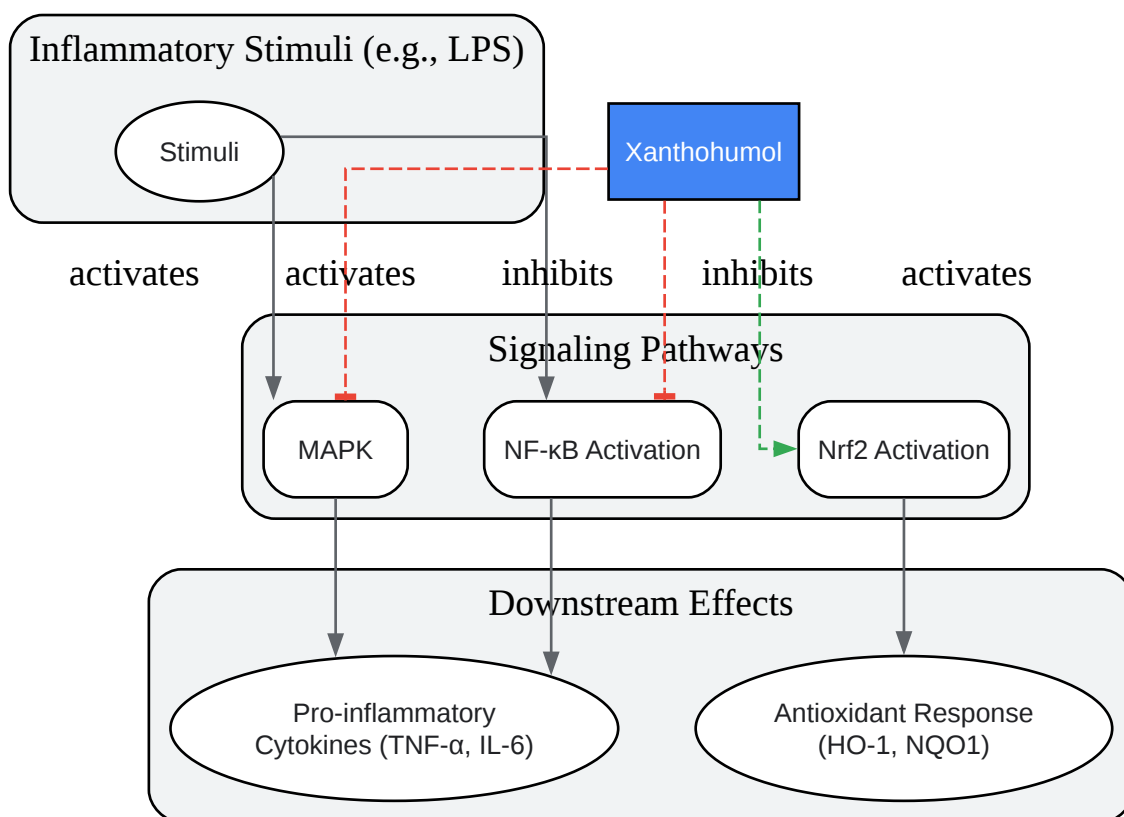 Inflammatory Stimuli (e.g., LPS)
Stimuli
Xanthohumol
activates
activates
inhibits
inhibits
activates
Signaling Pathways
MAPK
NF-κB Activation
Nrf2 Activation
Downstream Effects
Pro-inflammatory
Cytokines (TNF-α, IL-6)
Antioxidant Response
(HO-1, NQO1)